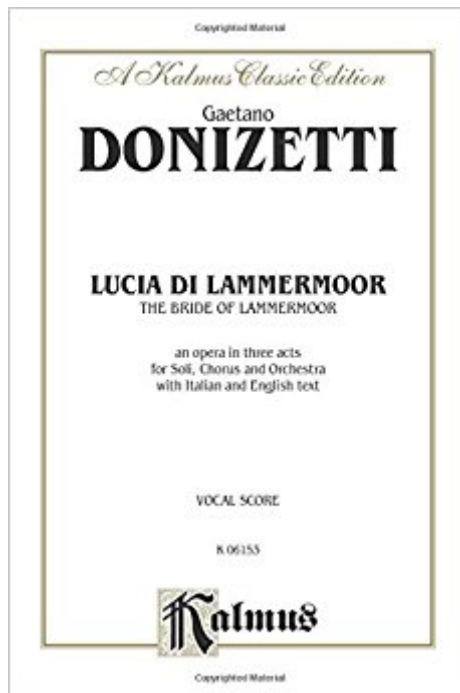 Copyrighted Material
A Kalmus Classic Edition
Gaetano
DONIZETTI
LUCIA DI LAMMERMOOR
THE BRIDE OF LAMMERMOOR
an opera in three acts
for Soli, Chorus and Orchestra
with Italian and English text
VOCAL SCORE
K 06153
Kalmus
Copyrighted Material